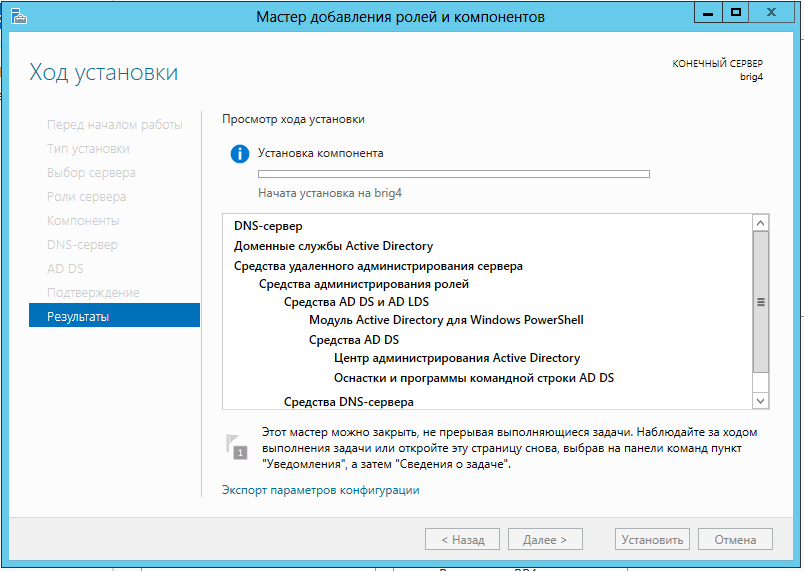 Мастер добавления ролей и компонентов
Ход установки
КОНЕЧНЫЙ СЕРВЕР
brig4
Перед началом работы
Тип установки
Выбор сервера
Роли сервера
Компоненты
DNS-сервер
AD DS
Подтверждение
Результаты
Просмотр хода установки
Установка компонента
Начата установка на brig4
DNS-сервер
Доменные службы Active Directory
Средства удаленного администрирования сервера
Средства администрирования ролей
Средства AD DS и AD LDS
Модуль Active Directory для Windows PowerShell
Средства AD DS
Центр администрирования Active Directory
Оснастки и программы командной строки AD DS
Средства DNS-сервера
1
Этот мастер можно закрыть, не прерывая выполняющиеся задачи. Наблюдайте за ходом
выполнения задачи или откройте эту страницу снова, выбрав на панели команд пункт
"Уведомления", а затем "Сведения о задаче".
Экспорт параметров конфигурации
< Назад
Далее >
Установить
Отмена